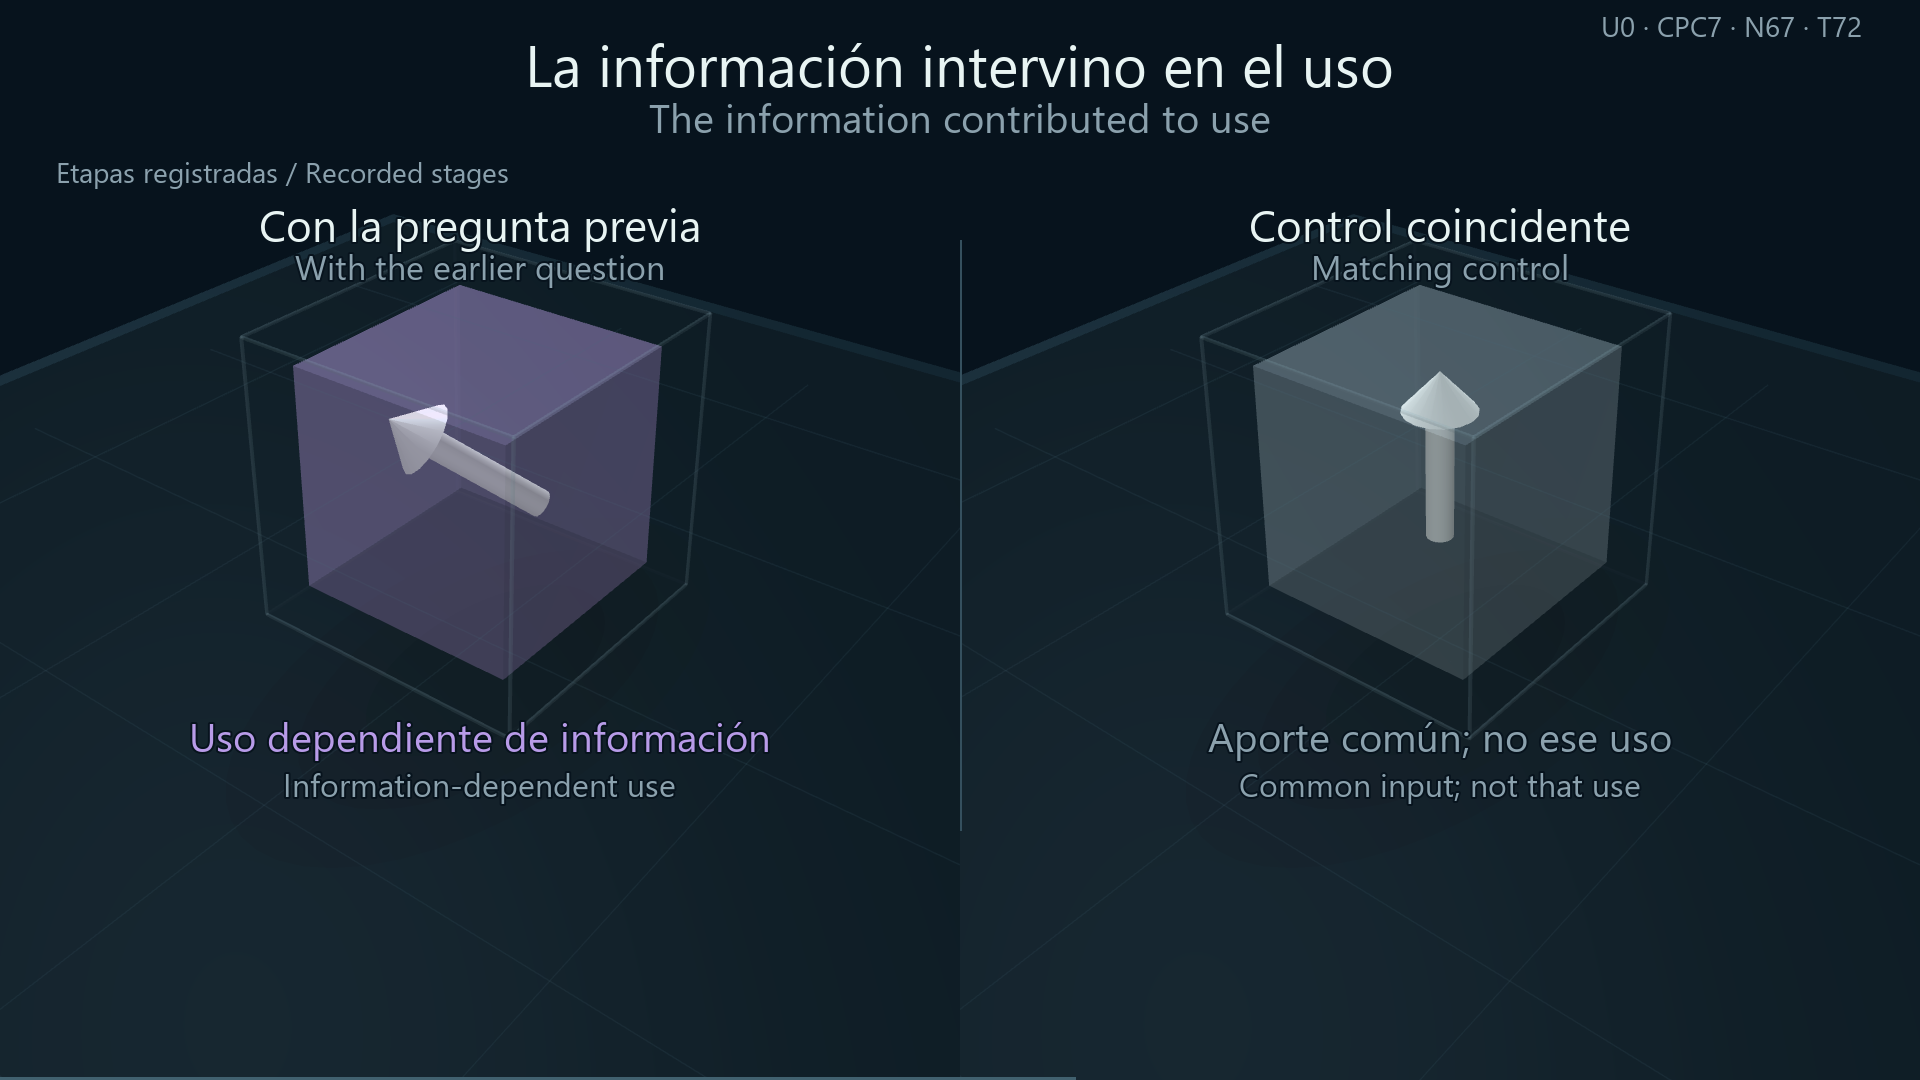 U0 · CPC7 · N67 · T72
La información intervino en el uso
The information contributed to use
Etapas registradas / Recorded stages
Con la pregunta previa
With the earlier question
Uso dependiente de información
Information-dependent use
Control coincidente
Matching control
Aporte común; no ese uso
Common input; not that use